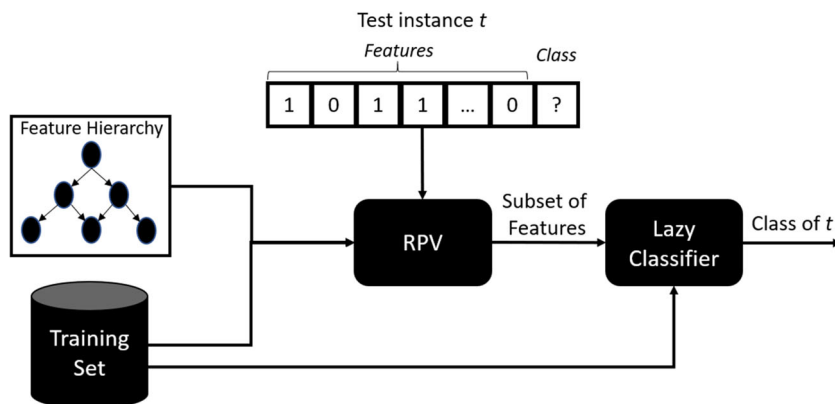 Test instance t
Features
Class
1 0 1 1 ... 0 ?
Feature Hierarchy
RPV
Subset of
Features
Lazy
Classifier
Class of t
Training
Set